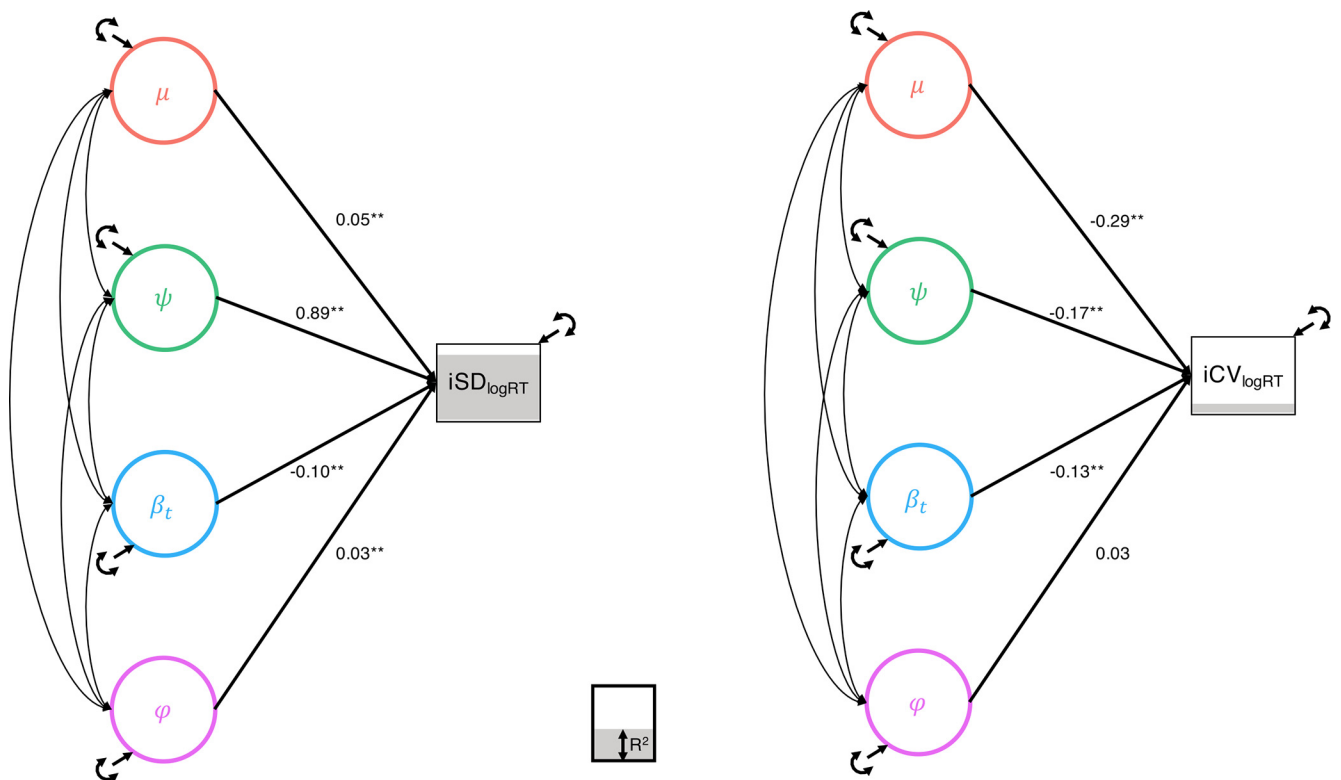 μ
0.05**
ψ
0.89**
iSD_logRT
β_t
-0.10**
0.03**
φ
R²
μ
-0.29**
ψ
-0.17**
iCV_logRT
β_t
-0.13**
0.03
φ